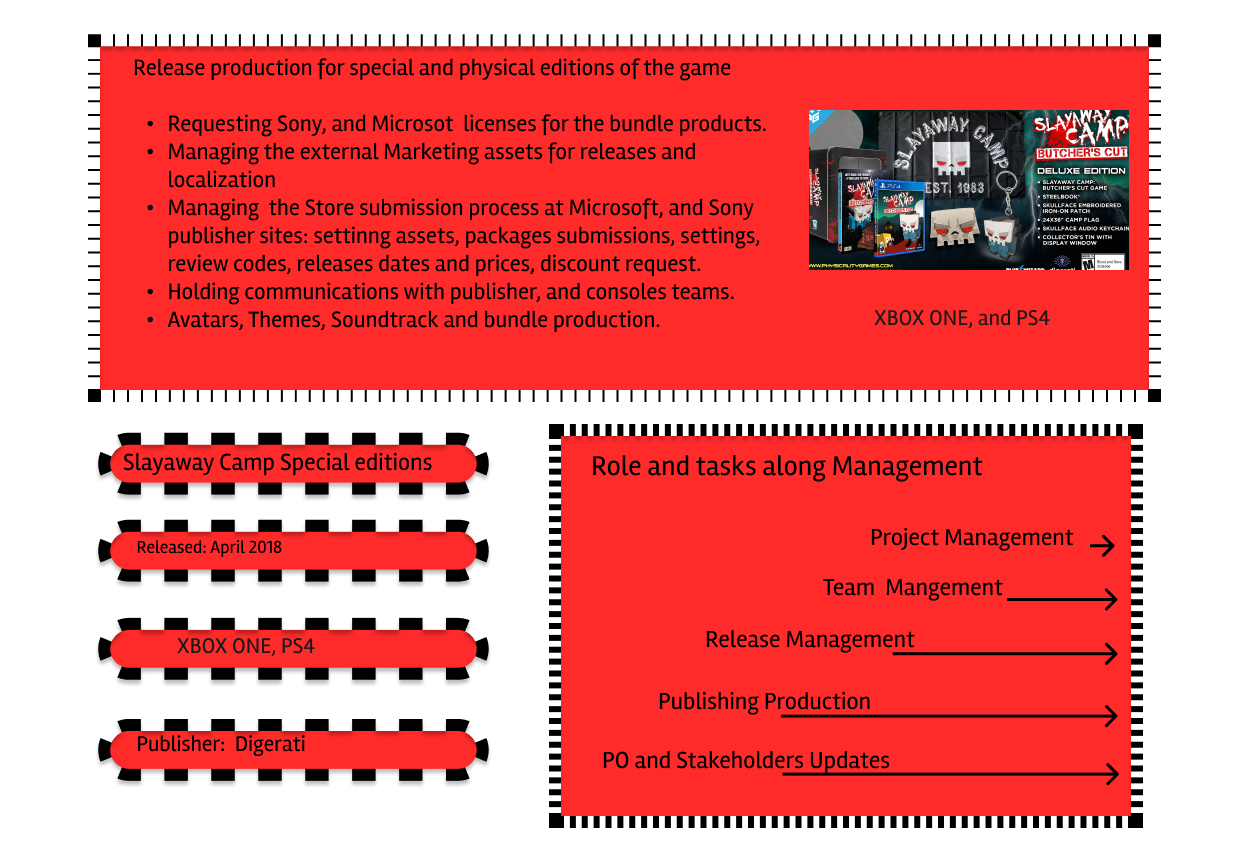 Release production for special and physical editions of the game
• Requesting Sony, and Microsot  licenses for the bundle products.
• Managing the external Marketing assets for releases and
localization
• Managing  the Store submission process at Microsoft, and Sony
publisher sites: settinng assets, packages submissions, settings,
review codes, releases dates and prices, discount request.
• Holding communications with publisher, and consoles teams.
• Avatars, Themes, Soundtrack and bundle production.
SLAYAWAY CAMP
EST. 1983
PS4
SLAYAWAY
CAMP
BUTCHER'S CUT
DELUXE EDITION
• SLAYAWAY CAMP:
BUTCHER'S CUT GAME
• STEELBOOK
• SKULLFACE EMBROIDERED
IRON-ON PATCH
• 24X36" CAMP FLAG
• SKULLFACE AUDIO KEYCHAIN
• COLLECTOR'S TIN WITH
DISPLAY WINDOW
WWW.PHYSICALITYGAMES.COM
XBOX ONE, and PS4
Slayaway Camp Special editions
Released: April 2018
XBOX ONE, PS4
Publisher:  Digerati
Role and tasks along Management
Project Management
Team  Mangement
Release Management
Publishing Production
PO and Stakeholders Updates